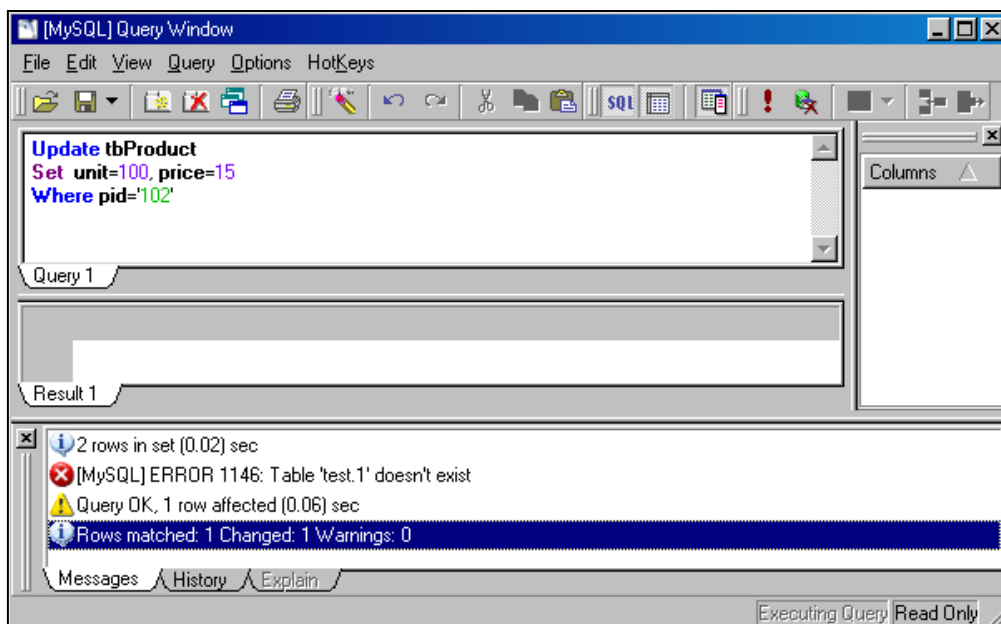 [MySQL] Query Window
File Edit View Query Options HotKeys
SQL
Update tbProduct
Set unit=100, price=15
Where pid='102'
Query 1
Columns
Result 1
2 rows in set (0.02) sec
[MySQL] ERROR 1146: Table 'test.1' doesn't exist
Query OK, 1 row affected (0.06) sec
Rows matched: 1 Changed: 1 Warnings: 0
Messages History Explain
Executing Query Read Only